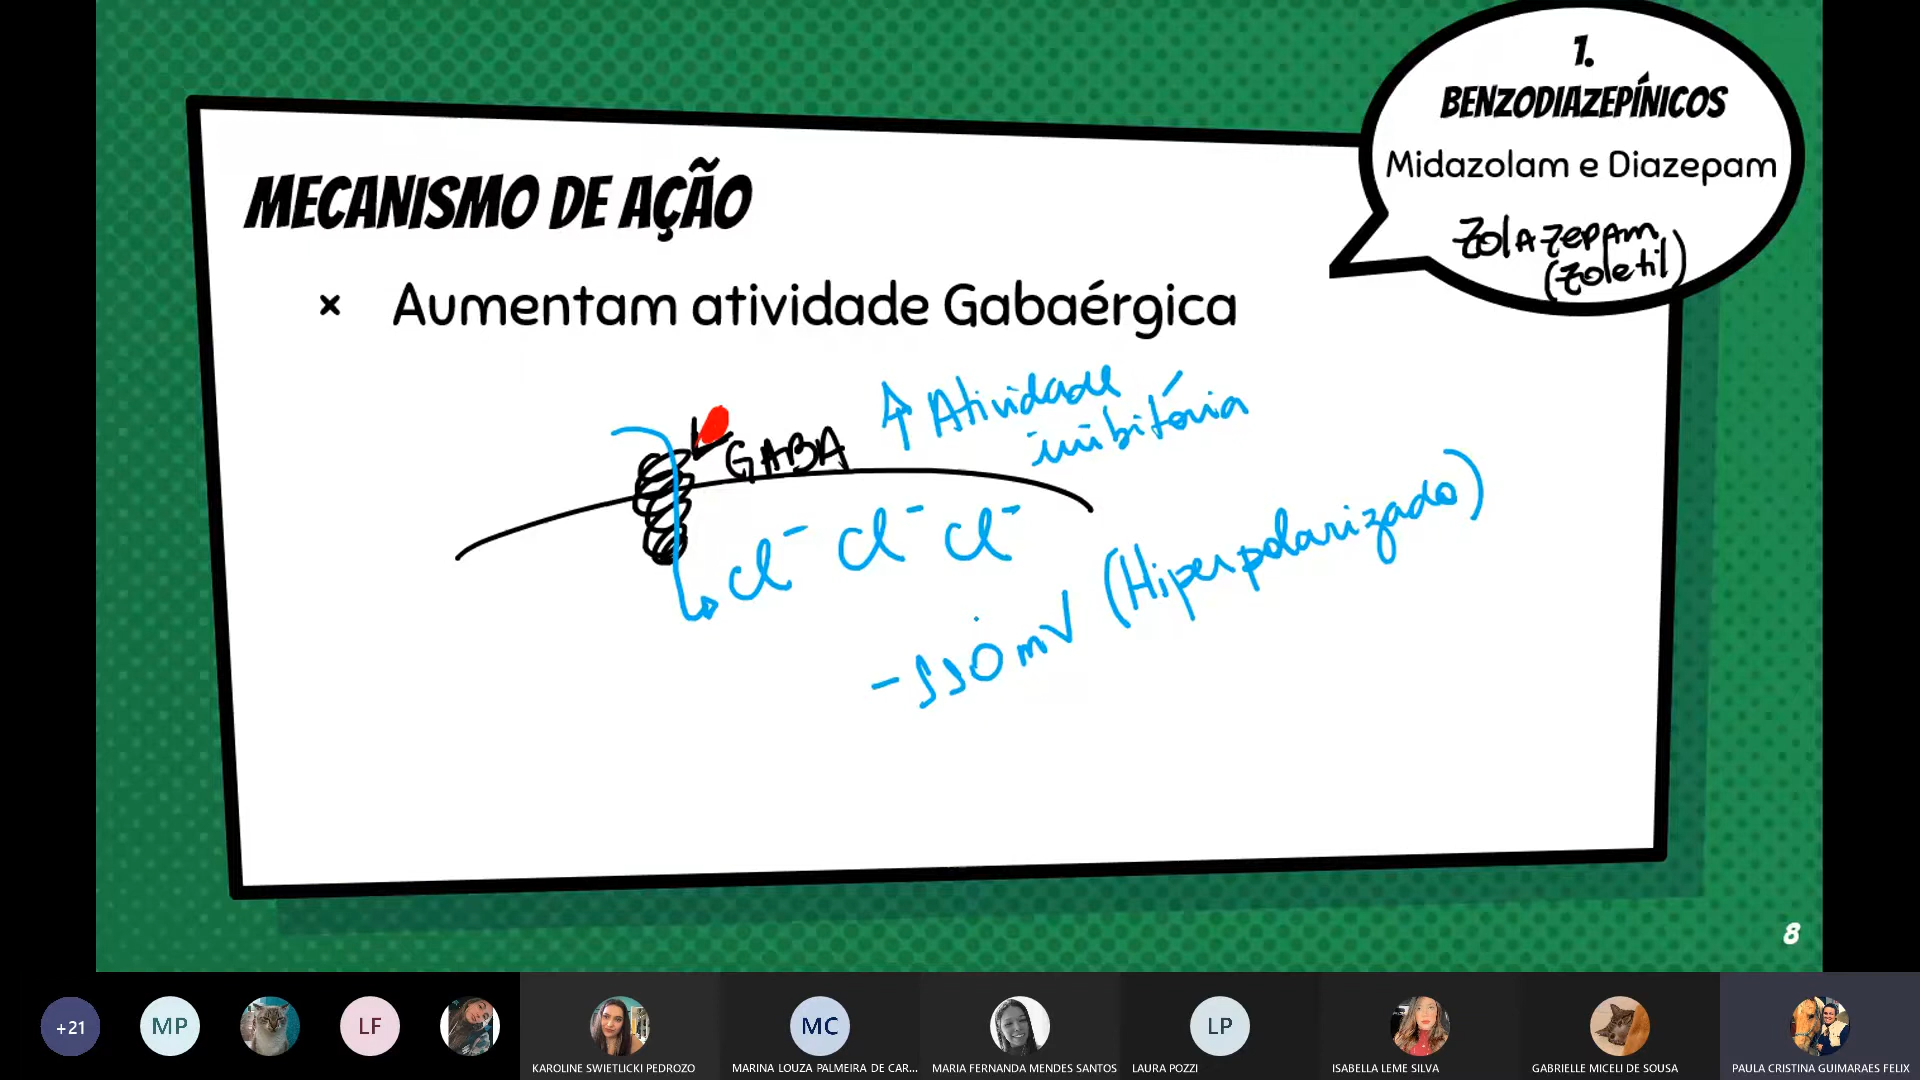 1.
BENZODIAZEPÍNICOS
Midazolam e Diazepam
Zolazepam
(Zoletil)
MECANISMO DE AÇÃO
× Aumentam atividade Gabaérgica
↑ Atividade
inibitória
GABA
Cl⁻ Cl⁻ Cl⁻
-110 mV (Hiperpolarizado)
8
+21
MP
LF
MC
LP
KAROLINE SWIETLICKI PEDROZO
MARINA LOUZA PALMEIRA DE CAR...
MARIA FERNANDA MENDES SANTOS
LAURA POZZI
ISABELLA LEME SILVA
GABRIELLE MICELI DE SOUSA
PAULA CRISTINA GUIMARAES FELIX